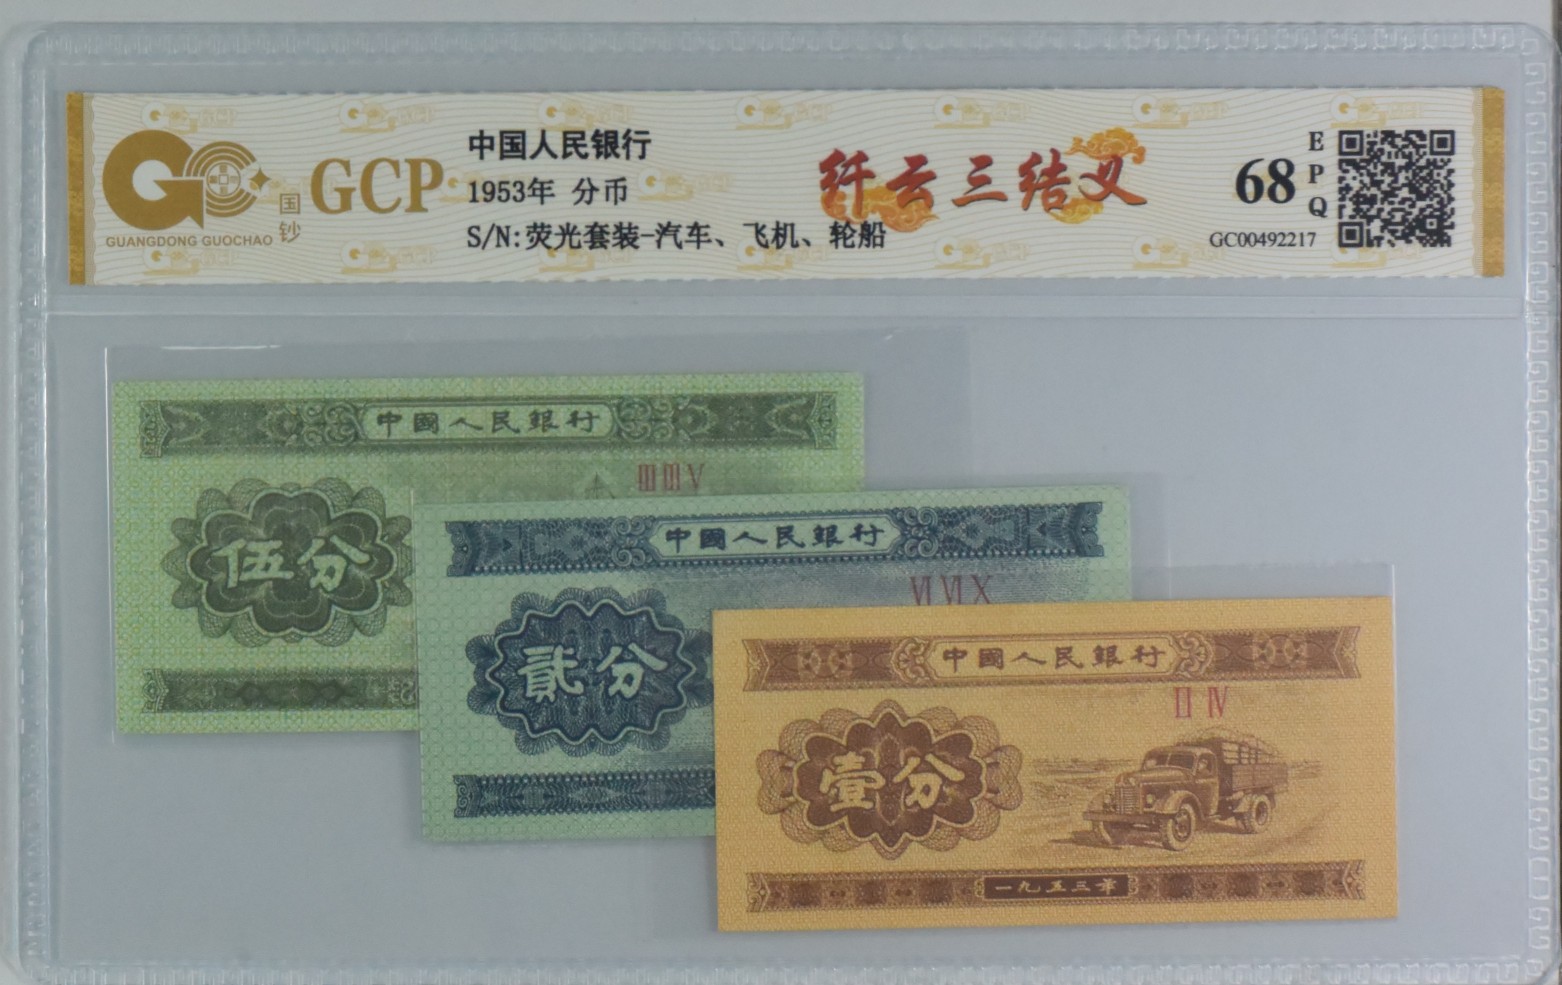 GUANGDONG GUOCHAO
国钞
GCP
中国人民银行
1953年 分币
S/N:荧光套装-汽车、飞机、轮船
纤云三结义
68
EPQ
GC00492217
中國人民銀行
ⅢⅢⅤ
伍分
中國人民銀行
ⅥⅥⅩ
貳分
中國人民銀行
ⅡⅣ
壹分
一九五三年